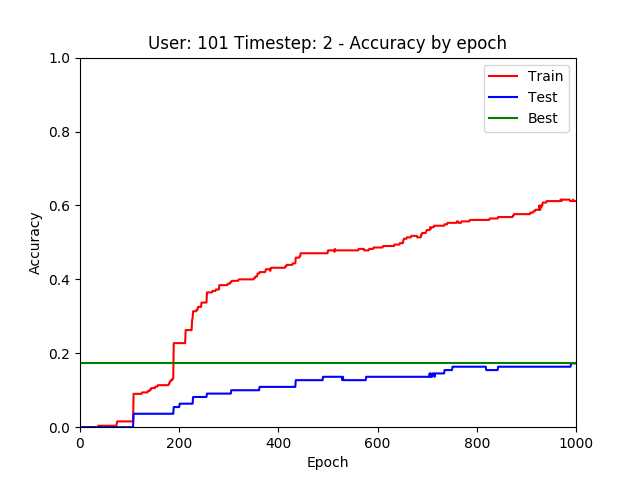 User: 101 Timestep: 2 - Accuracy by epoch
1.0
0.8
0.6
0.4
0.2
0.0
Accuracy
Train
Test
Best
0 200 400 600 800 1000
Epoch